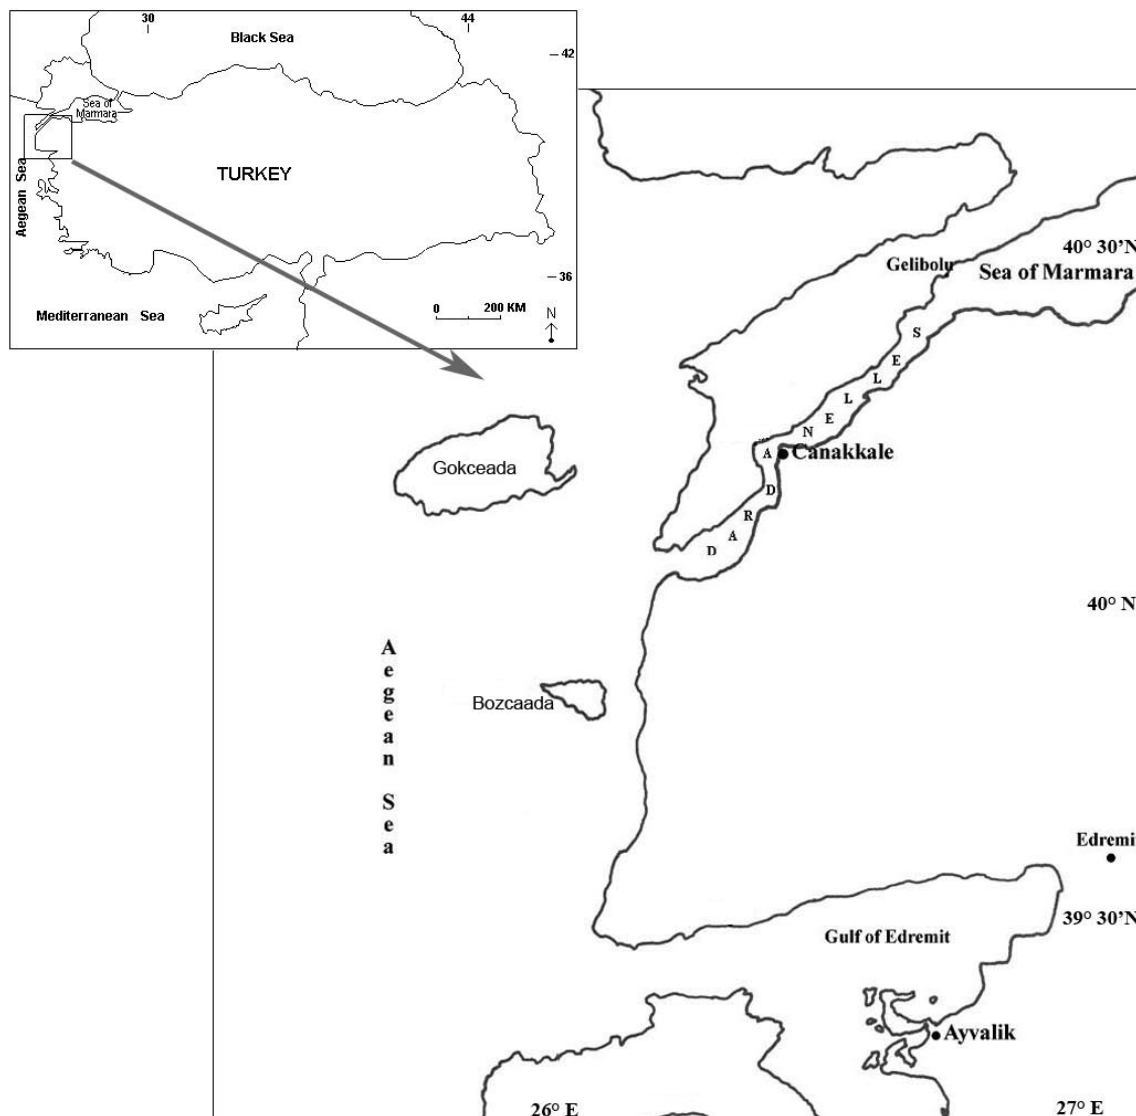 30
44
Black Sea
42
Sea of
Marmara
Aegean Sea
TURKEY
36
0
200 KM
Mediterranean Sea
N
40° 30’N
Gelibolu
Sea of Marmara
DARDANELLES
Canakkale
Gokceada
40° N
Aegean Sea
Bozcaada
Edremit
39° 30’N
Gulf of Edremit
Ayvalik
26° E
27° E